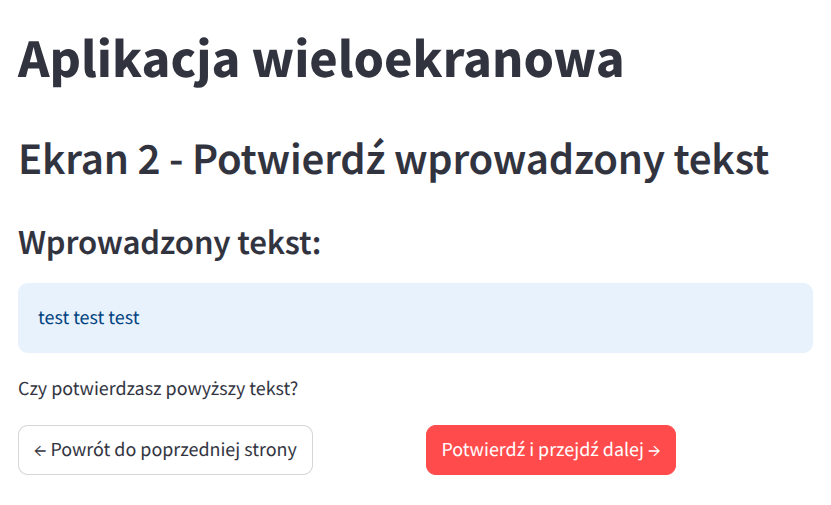 Aplikacja wieloekranowa
Ekran 2 - Potwierdź wprowadzony tekst
Wprowadzony tekst:
test test test
Czy potwierdzasz powyższy tekst?
← Powrót do poprzedniej strony
Potwierdź i przejdź dalej →